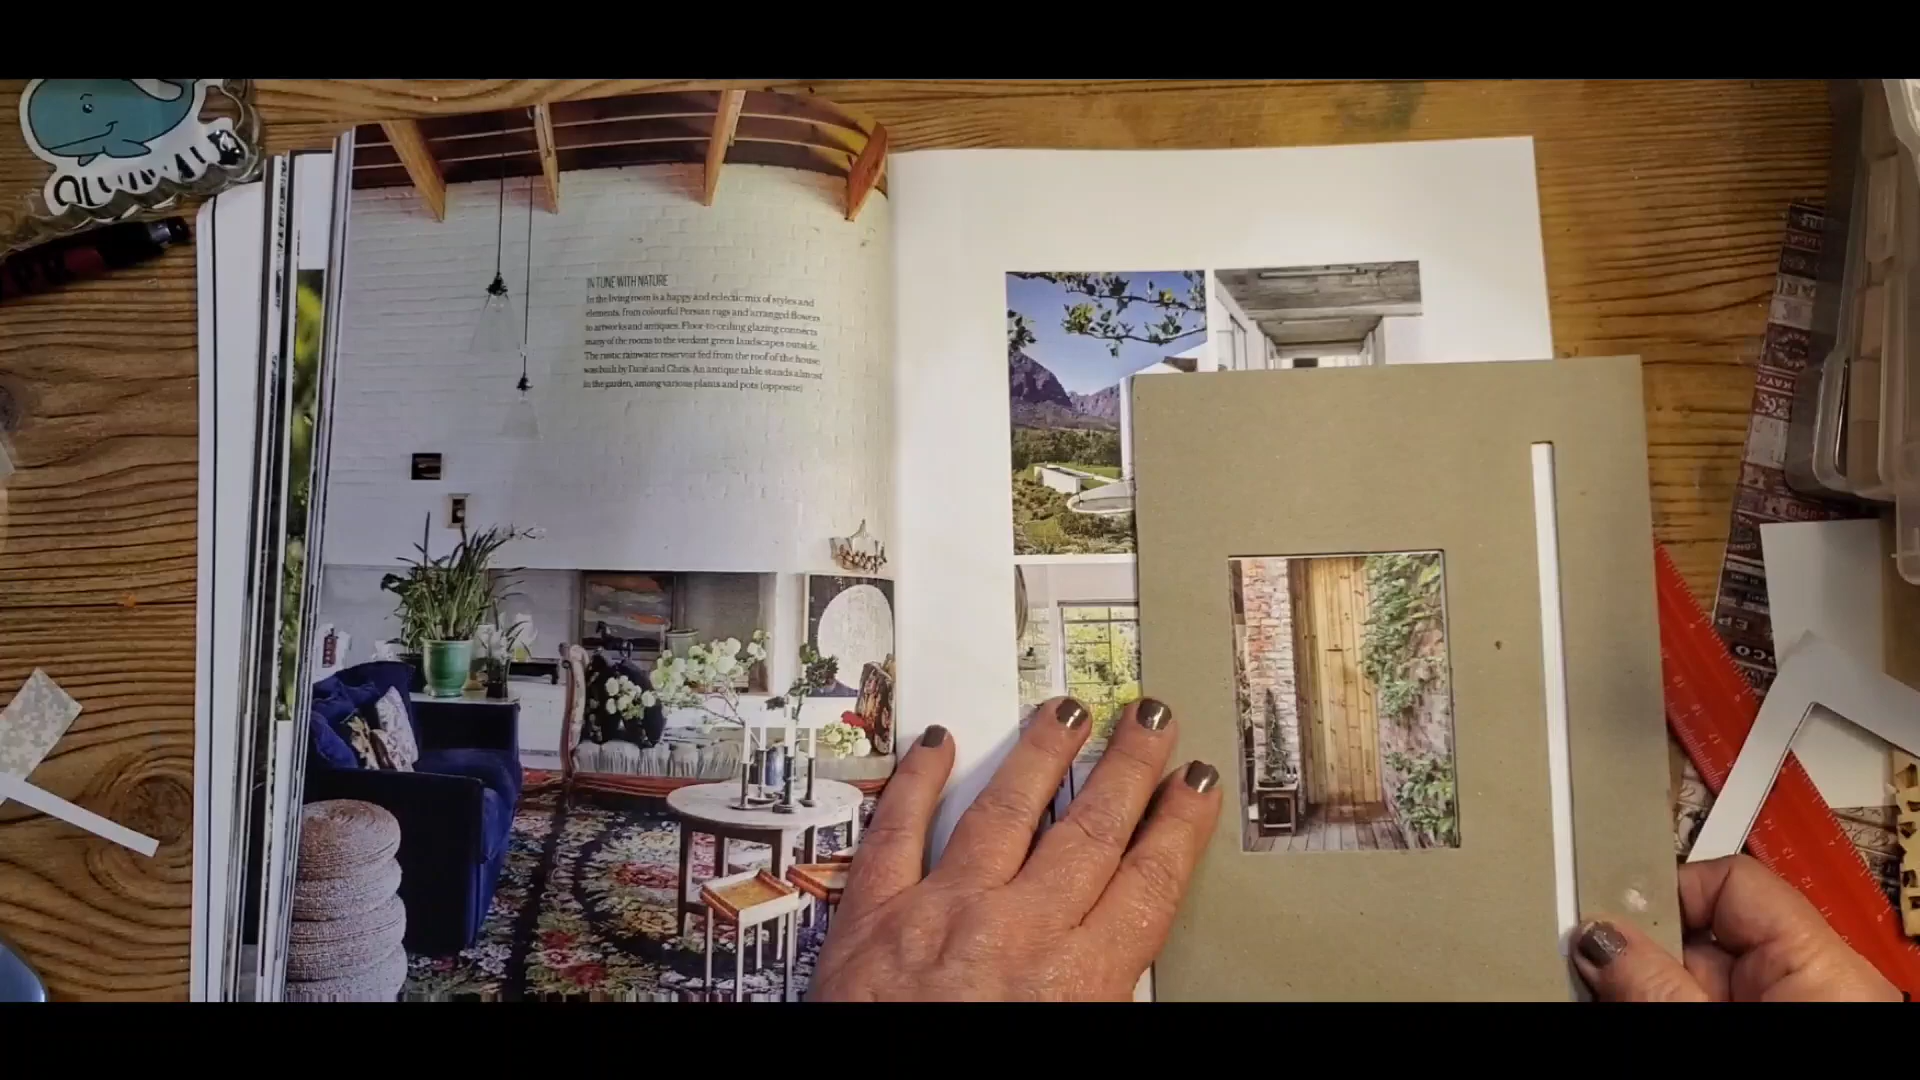 IN TUNE WITH NATURE
In the living room is a happy and eclectic mix of styles and
elements, from colourful Persian rugs and arranged flowers
to artworks and antiques. Floor-to-ceiling glazing connects
many of the rooms to the verdant green landscapes outside.
The rustic rainwater reservoir fed from the roof of the house
was built by Dané and Chris. An antique table stands almost
in the garden, among various plants and pots (opposite)